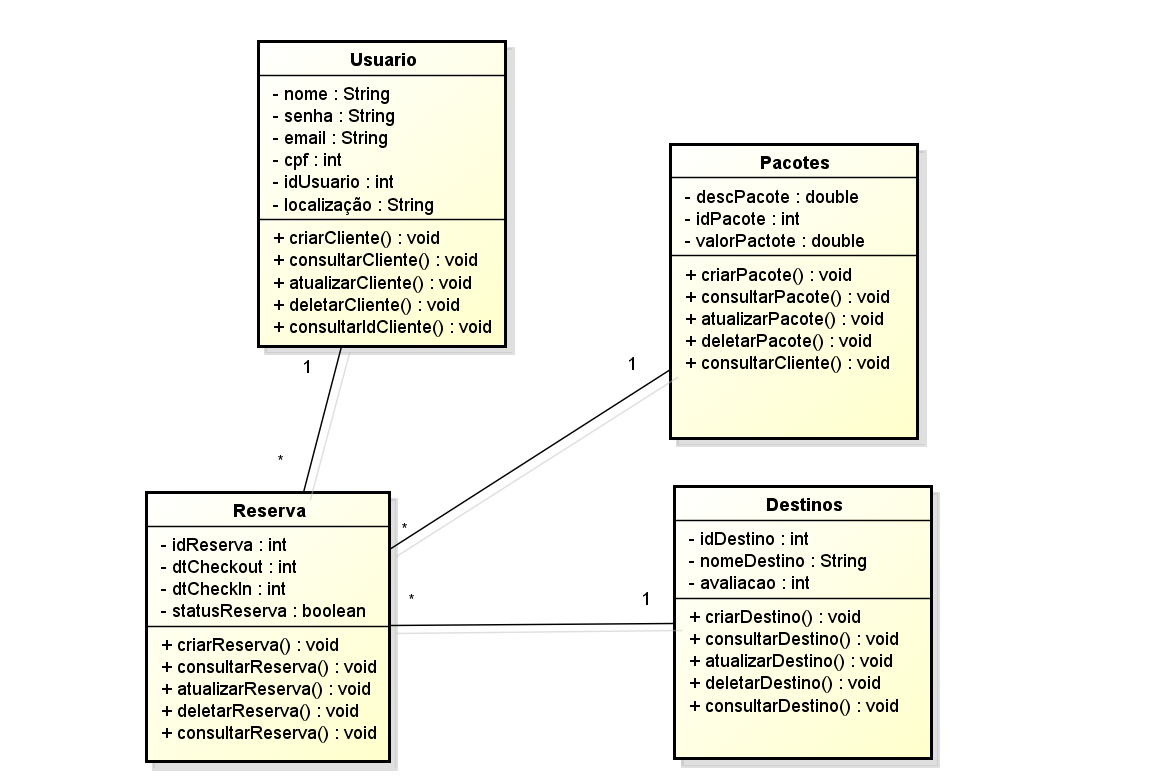 Usuario
- nome : String
- senha : String
- email : String
- cpf : int
- idUsuario : int
- localização : String
+ criarCliente() : void
+ consultarCliente() : void
+ atualizarCliente() : void
+ deletarCliente() : void
+ consultarIdCliente() : void
Pacotes
- descPacote : double
- idPacote : int
- valorPactote : double
+ criarPacote() : void
+ consultarPacote() : void
+ atualizarPacote() : void
+ deletarPacote() : void
+ consultarCliente() : void
1
*
1
*
Reserva
- idReserva : int
- dtCheckout : int
- dtCheckIn : int
- statusReserva : boolean
+ criarReserva() : void
+ consultarReserva() : void
+ atualizarReserva() : void
+ deletarReserva() : void
+ consultarReserva() : void
*
1
Destinos
- idDestino : int
- nomeDestino : String
- avaliacao : int
+ criarDestino() : void
+ consultarDestino() : void
+ atualizarDestino() : void
+ deletarDestino() : void
+ consultarDestino() : void